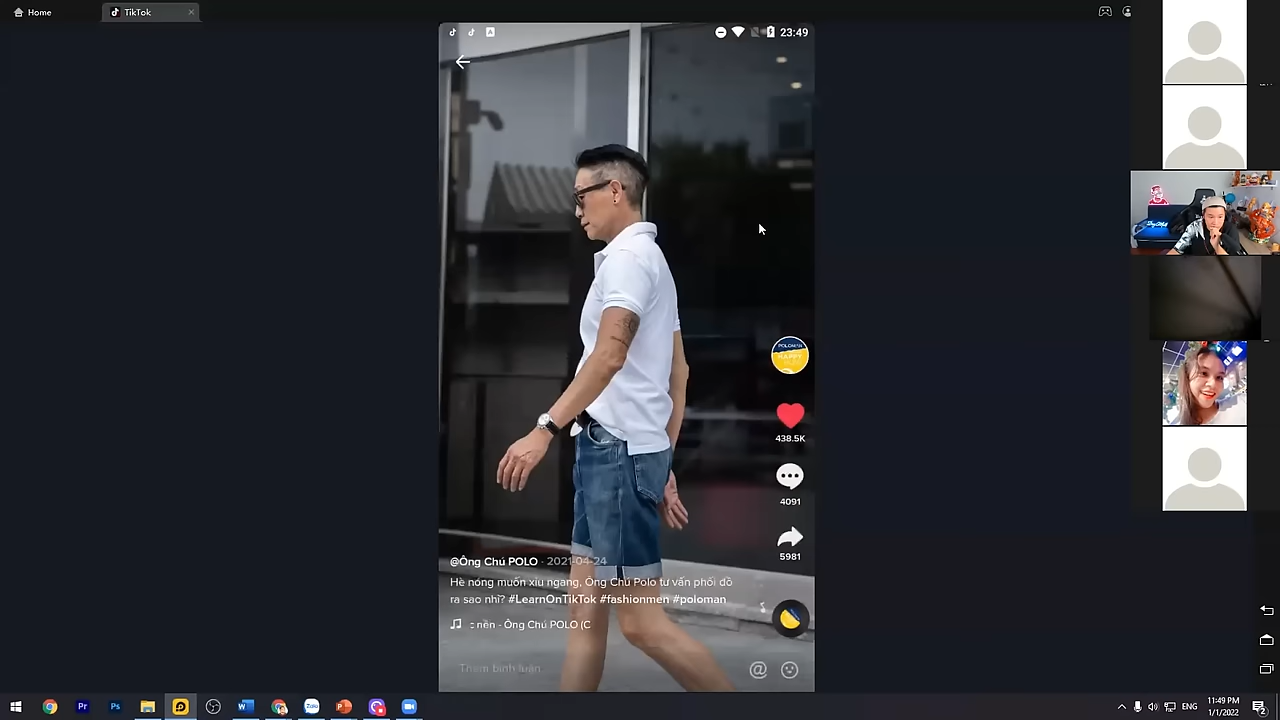 Home
TikTok
23:49
POLOMAN
HAPPY
438.5K
4091
5981
@Ông Chú POLO · 2021-04-24
Hè nóng muốn xỉu ngang, Ông Chú Polo tư vấn phối đồ
ra sao nhỉ? #LearnOnTikTok #fashionmen #poloman
nền - Ông Chú POLO (C
Thêm bình luận...
ENG
11:49 PM
1/1/2022